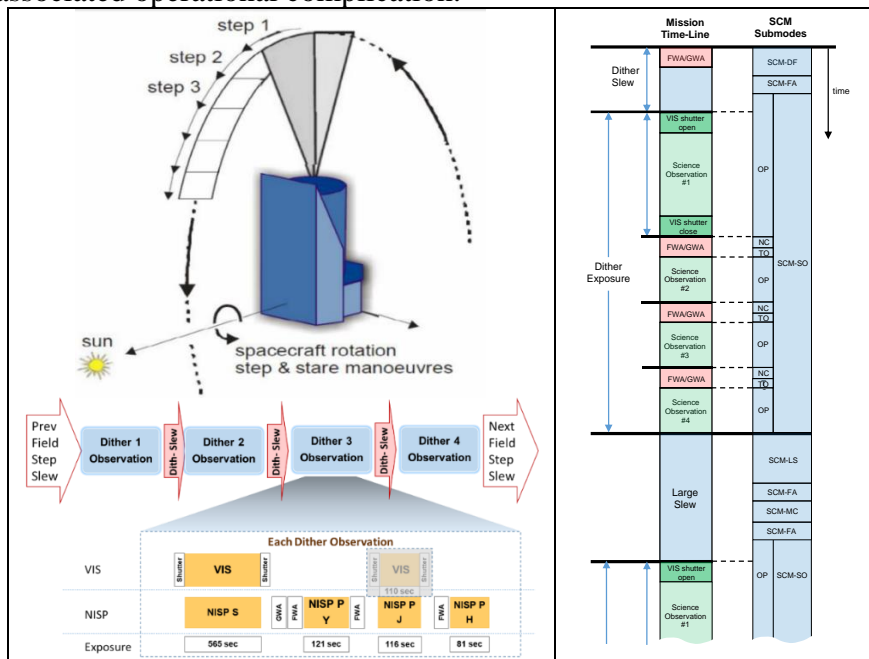 associated operational complication.
step 1
step 2
step 3
sun
spacecraft rotation
step & stare manoeuvres
Prev
Field
Step
Slew
Dither 1
Observation
Dith- Slew
Dither 2
Observation
Dith- Slew
Dither 3
Observation
Dith- Slew
Dither 4
Observation
Next
Field
Step
Slew
Each Dither Observation
VIS
Shutter
VIS
Shutter
Shutter
VIS
Shutter
110 sec
NISP
NISP S
GWA
FWA
NISP P
Y
FWA
NISP P
J
FWA
NISP P
H
Exposure
565 sec
121 sec
116 sec
81 sec
Mission
Time-Line
SCM
Submodes
Dither
Slew
FWA/GWA
SCM-DF
SCM-FA
time
Dither
Exposure
VIS shutter
open
Science
Observation
#1
VIS shutter
close
OP
SCM-SO
FWA/GWA
NC
TO
Science
Observation
#2
OP
FWA/GWA
NC
TO
Science
Observation
#3
OP
FWA/GWA
NC
TO
Science
Observation
#4
OP
Large
Slew
SCM-LS
SCM-FA
SCM-MC
SCM-FA
VIS shutter
open
Science
Observation
#1
OP
SCM-SO